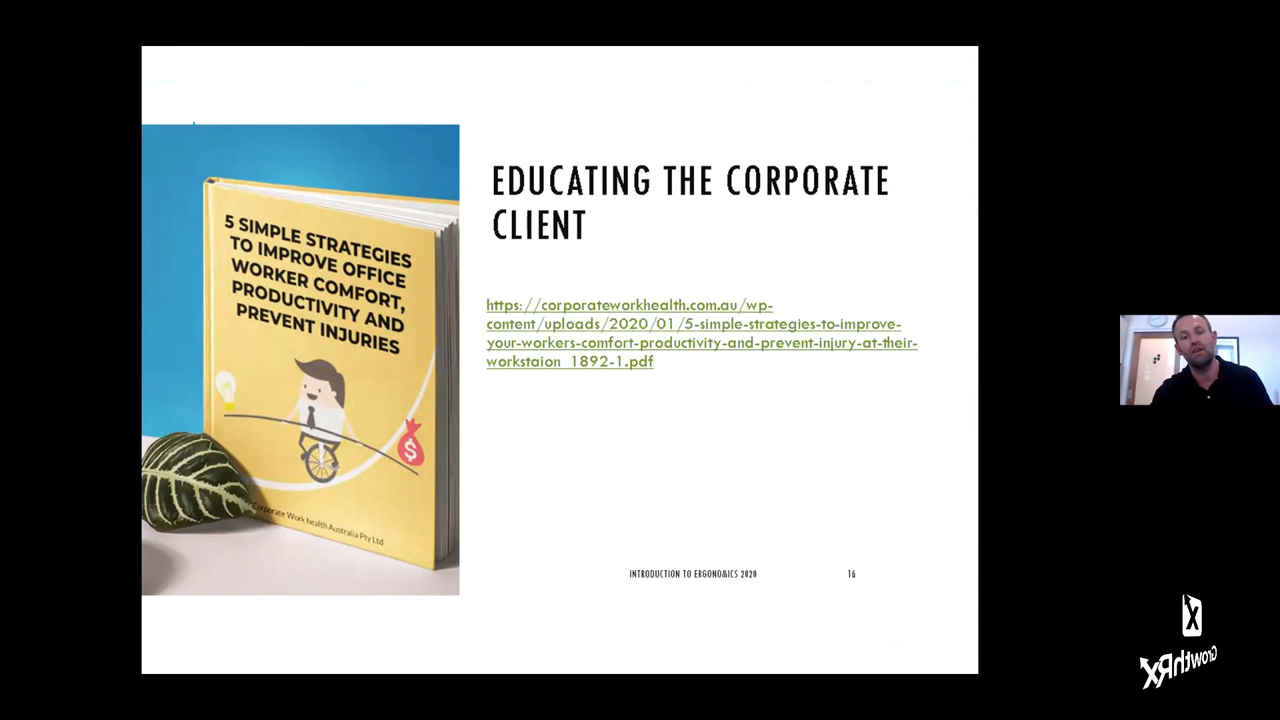 EDUCATING THE CORPORATE
CLIENT
5 SIMPLE STRATEGIES
TO IMPROVE OFFICE
WORKER COMFORT,
PRODUCTIVITY AND
PREVENT INJURIES
$
Corporate Work health Australia Pty Ltd
https://corporateworkhealth.com.au/wp-
content/uploads/2020/01/5-simple-strategies-to-improve-
your-workers-comfort-productivity-and-prevent-injury-at-their-
workstaion_1892-1.pdf
INTRODUCTION TO ERGONOMICS 2020
16
X
GrowthRX